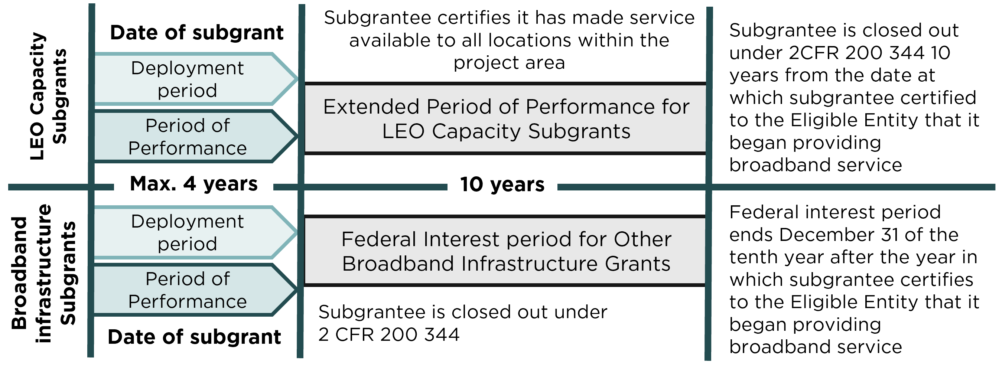 LEO Capacity
Subgrants
Date of subgrant
Deployment
period
Period of
Performance
Subgrantee certifies it has made service
available to all locations within the
project area
Extended Period of Performance for
LEO Capacity Subgrants
Subgrantee is closed out
under 2CFR 200 344 10
years from the date at
which subgrantee certified
to the Eligible Entity that it
began providing
broadband service
Max. 4 years
10 years
Broadband
infrastructure
Subgrants
Deployment
period
Period of
Performance
Date of subgrant
Federal Interest period for Other
Broadband Infrastructure Grants
Subgrantee is closed out under
2 CFR 200 344
Federal interest period
ends December 31 of the
tenth year after the year in
which subgrantee certifies
to the Eligible Entity that it
began providing
broadband service